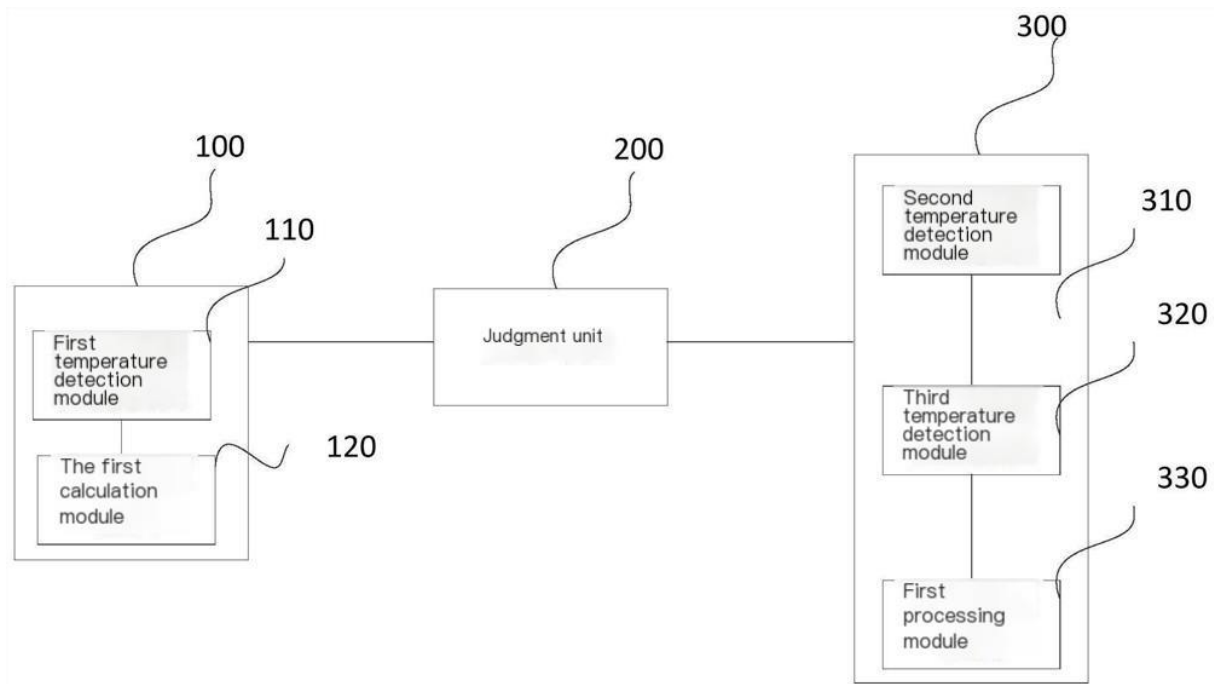 300
100
200
110
310
320
120
330
First
temperature
detection
module
The first
calculation
module
Judgment unit
Second
temperature
detection
module
Third
temperature
detection
module
First
processing
module